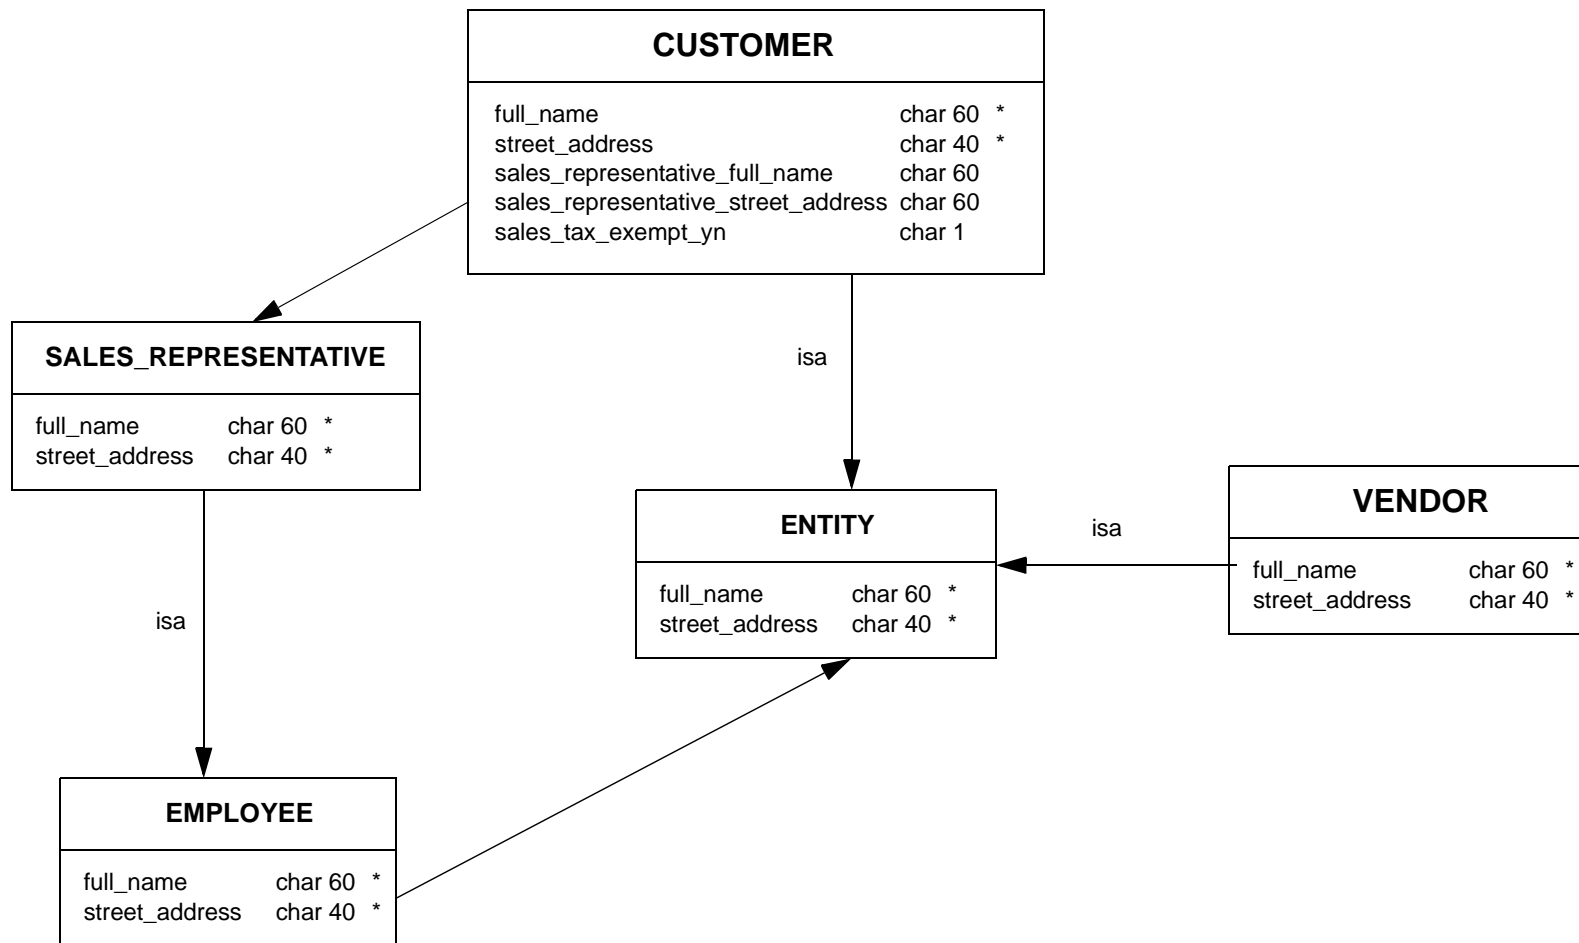 CUSTOMER
full_name char 60 *
street_address char 40 *
sales_representative_full_name char 60
sales_representative_street_address char 60
sales_tax_exempt_yn char 1
SALES_REPRESENTATIVE
full_name char 60 *
street_address char 40 *
isa
ENTITY
full_name char 60 *
street_address char 40 *
isa
VENDOR
full_name char 60 *
street_address char 40 *
isa
EMPLOYEE
full_name char 60 *
street_address char 40 *